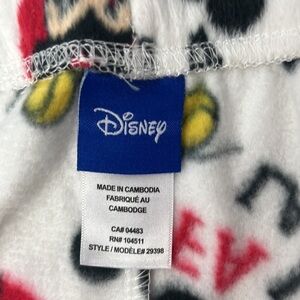 Disney
MADE IN CAMBODIA
FABRIQUÉ AU
CAMBODGE
CA# 04483
RN# 104511
STYLE / MODÈLE# 29398